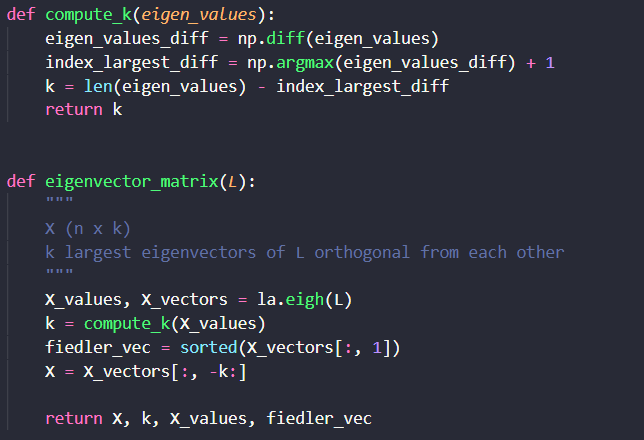 def compute_k(eigen_values):
    eigen_values_diff = np.diff(eigen_values)
    index_largest_diff = np.argmax(eigen_values_diff) + 1
    k = len(eigen_values) - index_largest_diff
    return k
def eigenvector_matrix(L):
    """
    X (n x k)
    k largest eigenvectors of L orthogonal from each other
    """
    X_values, X_vectors = la.eigh(L)
    k = compute_k(X_values)
    fiedler_vec = sorted(X_vectors[:, 1])
    X = X_vectors[:, -k:]
    return X, k, X_values, fiedler_vec